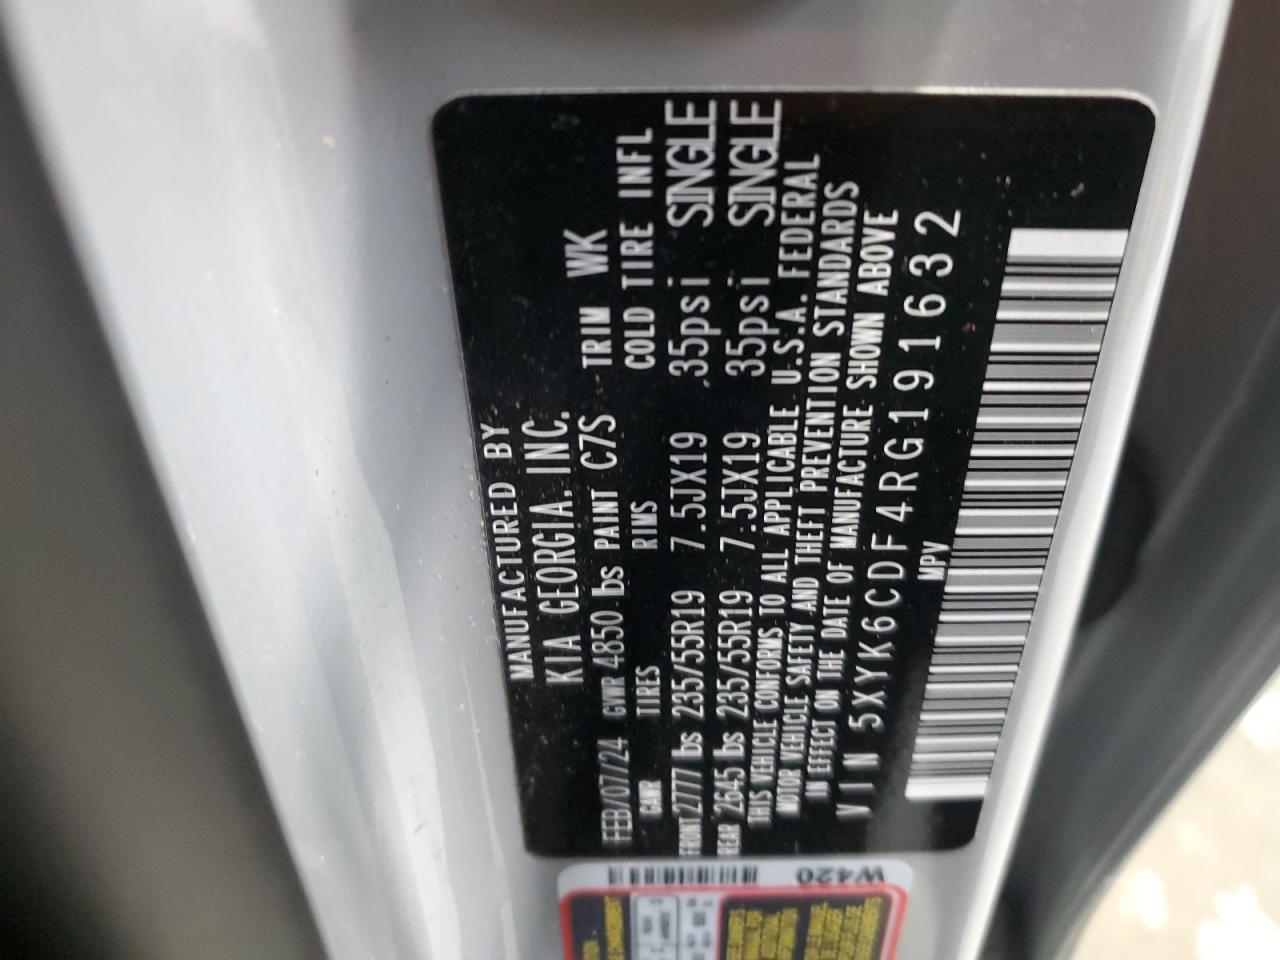 MANUFACTURED BY
KIA GEORGIA, INC.
FEB/07/24 GVWR 4850 lbs PAINT C7S TRIM WK
GAWR TIRES RIMS COLD TIRE INFL
FRONT 2777 lbs 235/55R19 7.5JX19 35psi SINGLE
REAR 2645 lbs 235/55R19 7.5JX19 35psi SINGLE
THIS VEHICLE CONFORMS TO ALL APPLICABLE U.S.A. FEDERAL
MOTOR VEHICLE SAFETY AND THEFT PREVENTION STANDARDS
IN EFFECT ON THE DATE OF MANUFACTURE SHOWN ABOVE
VIN 5XYK6CDF4RG191632
MPV
W420